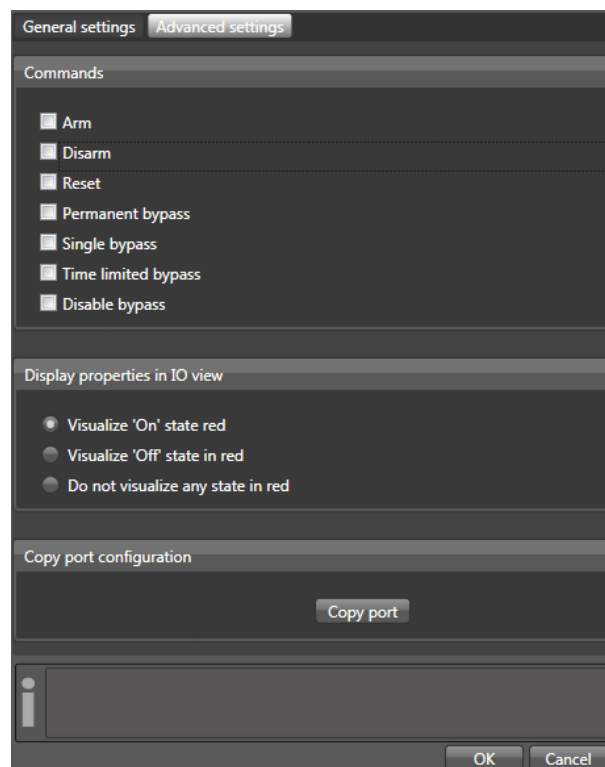 General settings Advanced settings
Commands
Arm
Disarm
Reset
Permanent bypass
Single bypass
Time limited bypass
Disable bypass
Display properties in IO view
Visualize 'On' state red
Visualize 'Off' state in red
Do not visualize any state in red
Copy port configuration
Copy port
OK Cancel